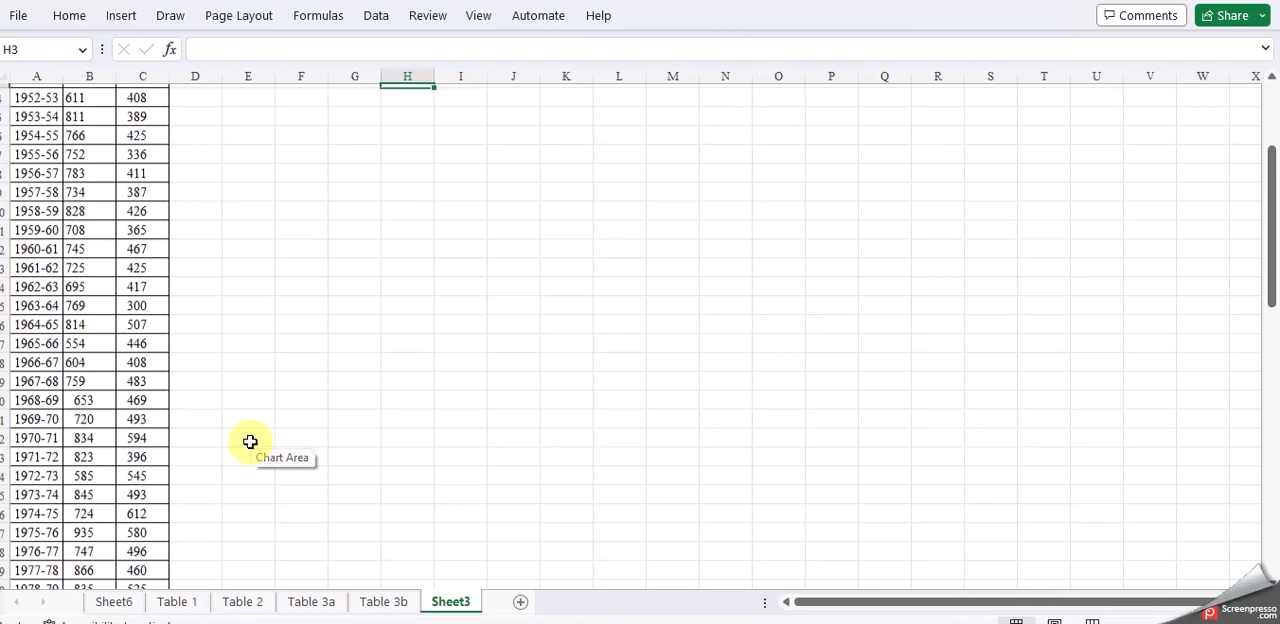 File Home Insert Draw Page Layout Formulas Data Review View Automate Help Comments Share
H3 fx
A B C D E F G H I J K L M N O P Q R S T U V W X
1952-53 611 408
1953-54 811 389
1954-55 766 425
1955-56 752 336
1956-57 783 411
1957-58 734 387
1958-59 828 426
1959-60 708 365
1960-61 745 467
1961-62 725 425
1962-63 695 417
1963-64 769 300
1964-65 814 507
1965-66 554 446
1966-67 604 408
1967-68 759 483
1968-69 653 469
1969-70 720 493
1970-71 834 594
1971-72 823 396
Chart Area
1972-73 585 545
1973-74 845 493
1974-75 724 612
1975-76 935 580
1976-77 747 496
1977-78 866 460
1978-79 835 525
Sheet6 Table 1 Table 2 Table 3a Table 3b Sheet3
Screenpresso
.com